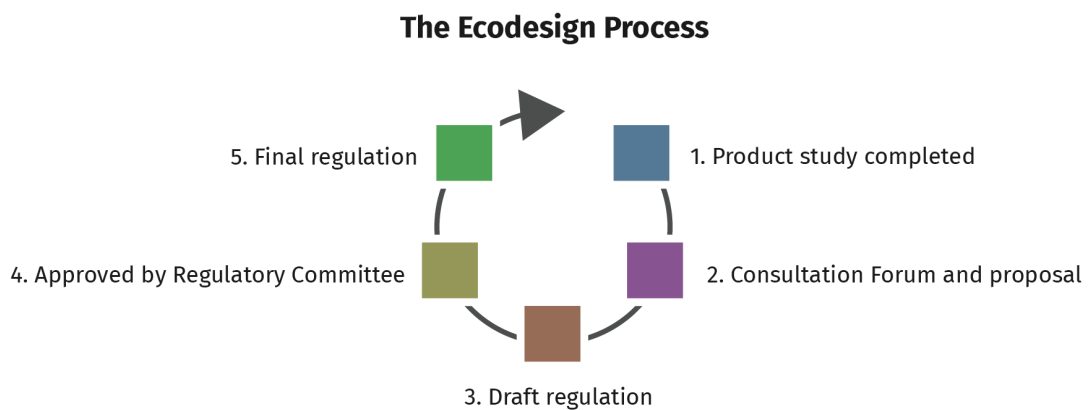 The Ecodesign Process
1. Product study completed
2. Consultation Forum and proposal
3. Draft regulation
4. Approved by Regulatory Committee
5. Final regulation